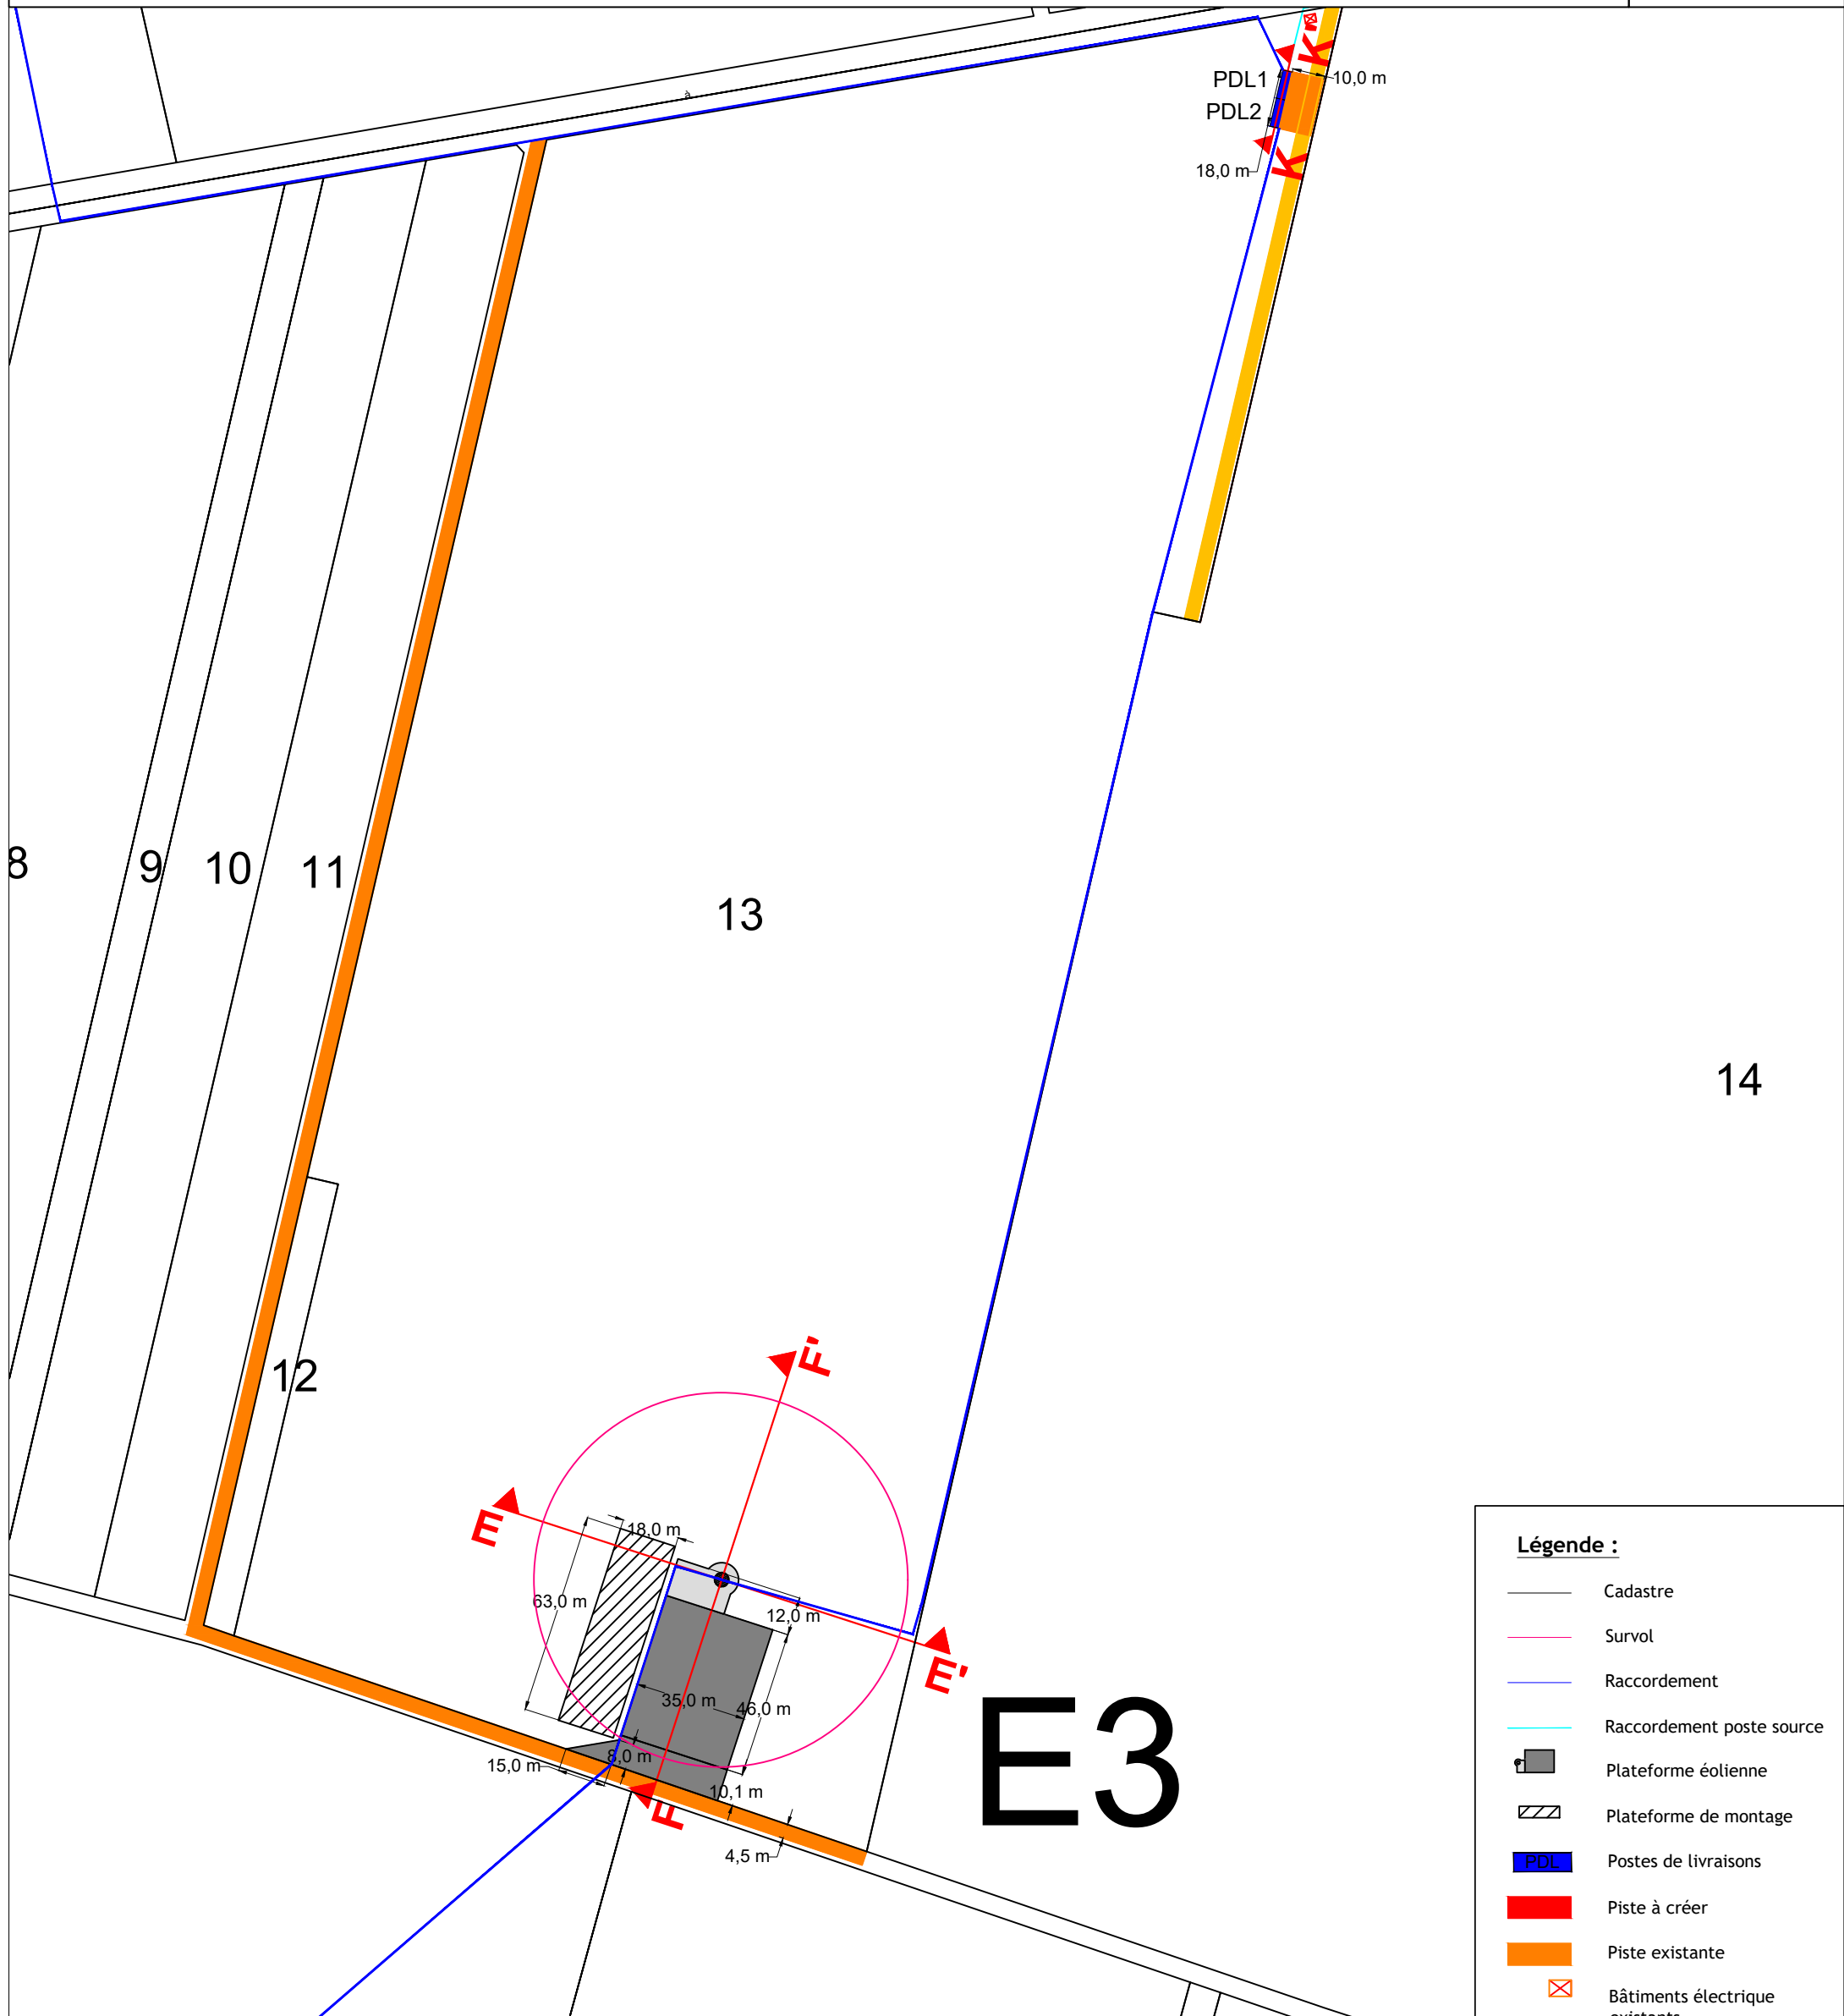 K'
PDL1
10,0 m
PDL2
K
18,0 m
à
8
9
10
11
13
14
12
F'
E
18,0 m
63,0 m
12,0 m
E'
35,0 m
46,0 m
E3
8,0 m
15,0 m
10,1 m
F
4,5 m
Légende :
Cadastre
Survol
Raccordement
Raccordement poste source
Plateforme éolienne
Plateforme de montage
PDL
Postes de livraisons
Piste à créer
Piste existante
Bâtiments électrique